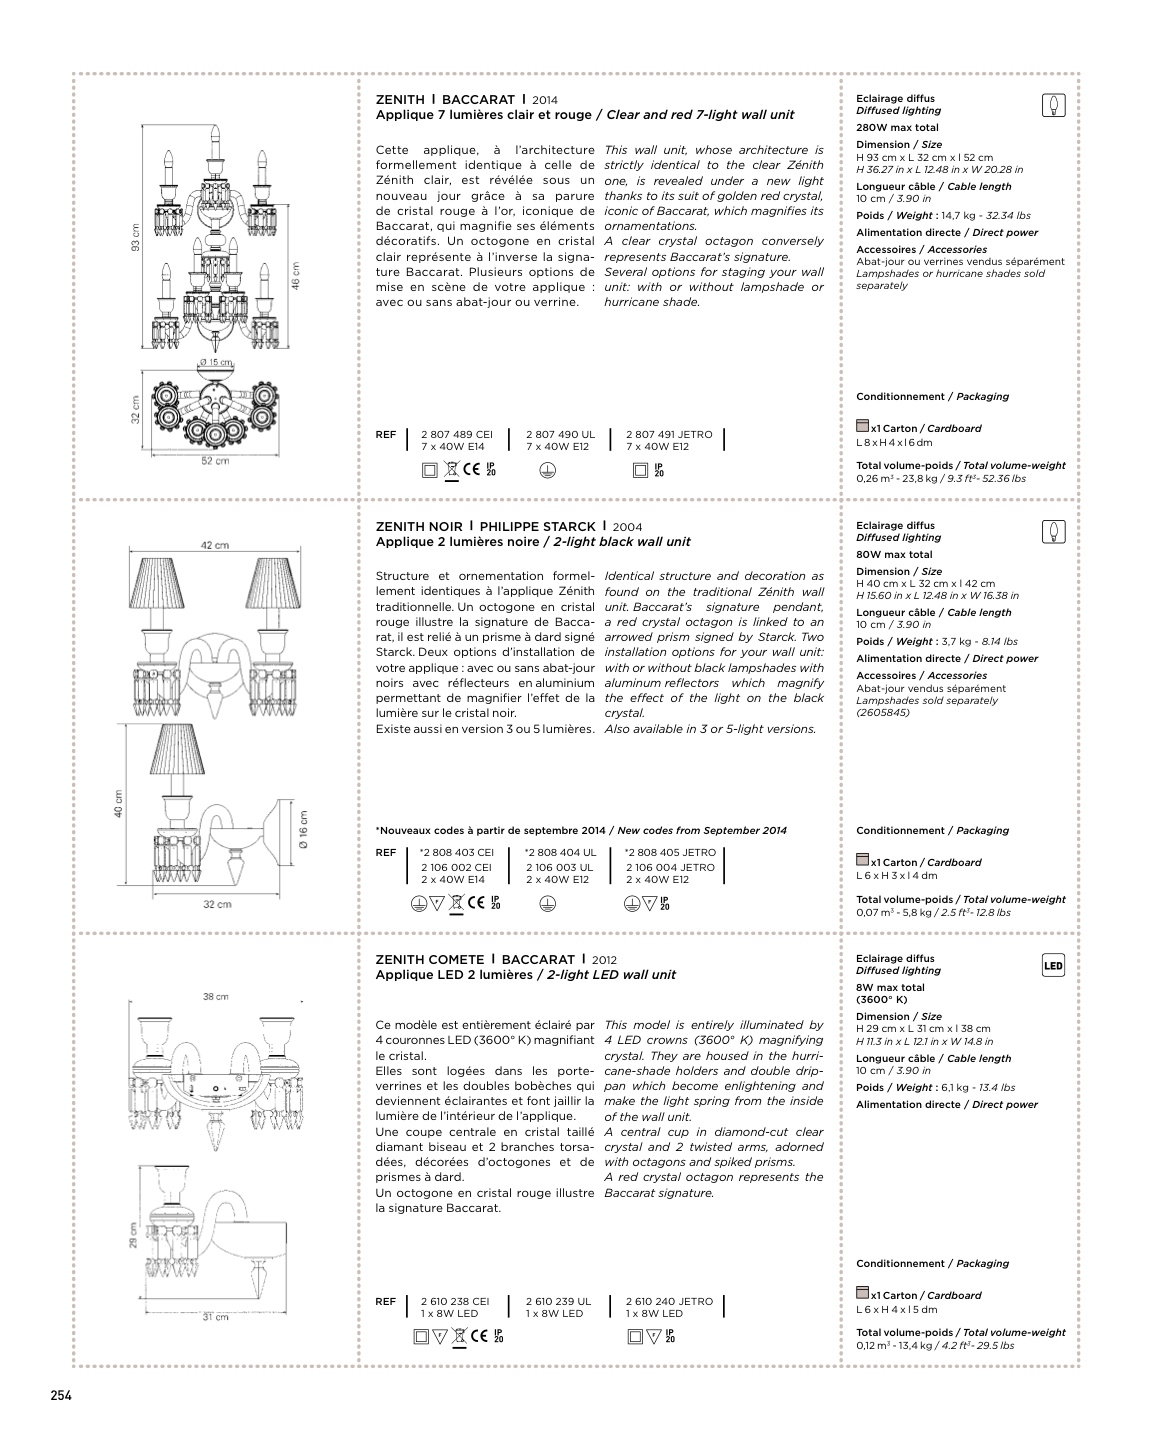 ZENITH I BACCARAT I 2014
Applique 7 lumières clair et rouge / Clear and red 7-light wall unit
Cette applique, à l'architecture
formellement identique à celle de
Zénith clair, est révélée sous un
nouveau jour grâce à sa parure
de cristal rouge à l'or, iconique de
Baccarat, qui magnifie ses éléments
décoratifs. Un octogone en cristal
clair représente à l'inverse la signa-
ture Baccarat. Plusieurs options de
mise en scène de votre applique :
avec ou sans abat-jour ou verrine.
This wall unit, whose architecture is
strictly identical to the clear Zénith
one, is revealed under a new light
thanks to its suit of golden red crystal,
iconic of Baccarat, which magnifies its
ornamentations.
A clear crystal octagon conversely
represents Baccarat's signature.
Several options for staging your wall
unit: with or without lampshade or
hurricane shade.
93 cm
46 cm
Ø 15 cm
32 cm
52 cm
REF
2 807 489 CEI
7 x 40W E14
2 807 490 UL
7 x 40W E12
2 807 491 JETRO
7 x 40W E12
CE IP 20
IP 20
Eclairage diffus
Diffused lighting
280W max total
Dimension / Size
H 93 cm x L 32 cm x l 52 cm
H 36.27 in x L 12.48 in x W 20.28 in
Longueur câble / Cable length
10 cm / 3.90 in
Poids / Weight : 14,7 kg - 32.34 lbs
Alimentation directe / Direct power
Accessoires / Accessories
Abat-jour ou verrines vendus séparément
Lampshades or hurricane shades sold
separately
Conditionnement / Packaging
x1 Carton / Cardboard
L 8 x H 4 x l 6 dm
Total volume-poids / Total volume-weight
0,26 m³ - 23,8 kg / 9.3 ft³- 52.36 lbs
ZENITH NOIR I PHILIPPE STARCK I 2004
Applique 2 lumières noire / 2-light black wall unit
Structure et ornementation formel-
lement identiques à l'applique Zénith
traditionnelle. Un octogone en cristal
rouge illustre la signature de Bacca-
rat, il est relié à un prisme à dard signé
Starck. Deux options d'installation de
votre applique : avec ou sans abat-jour
noirs avec réflecteurs en aluminium
permettant de magnifier l'effet de la
lumière sur le cristal noir.
Existe aussi en version 3 ou 5 lumières.
Identical structure and decoration as
found on the traditional Zénith wall
unit. Baccarat's signature pendant,
a red crystal octagon is linked to an
arrowed prism signed by Starck. Two
installation options for your wall unit:
with or without black lampshades with
aluminum reflectors which magnify
the effect of the light on the black
crystal.
Also available in 3 or 5-light versions.
42 cm
40 cm
Ø 16 cm
32 cm
*Nouveaux codes à partir de septembre 2014 / New codes from September 2014
REF
*2 808 403 CEI
2 106 002 CEI
2 x 40W E14
*2 808 404 UL
2 106 003 UL
2 x 40W E12
*2 808 405 JETRO
2 106 004 JETRO
2 x 40W E12
F CE IP 20
F IP 20
Eclairage diffus
Diffused lighting
80W max total
Dimension / Size
H 40 cm x L 32 cm x l 42 cm
H 15.60 in x L 12.48 in x W 16.38 in
Longueur câble / Cable length
10 cm / 3.90 in
Poids / Weight : 3,7 kg - 8.14 lbs
Alimentation directe / Direct power
Accessoires / Accessories
Abat-jour vendus séparément
Lampshades sold separately
(2605845)
Conditionnement / Packaging
x1 Carton / Cardboard
L 6 x H 3 x l 4 dm
Total volume-poids / Total volume-weight
0,07 m³ - 5,8 kg / 2.5 ft³- 12.8 lbs
ZENITH COMETE I BACCARAT I 2012
Applique LED 2 lumières / 2-light LED wall unit
Ce modèle est entièrement éclairé par
4 couronnes LED (3600° K) magnifiant
le cristal.
Elles sont logées dans les porte-
verrines et les doubles bobèches qui
deviennent éclairantes et font jaillir la
lumière de l'intérieur de l'applique.
Une coupe centrale en cristal taillé
diamant biseau et 2 branches torsa-
dées, décorées d'octogones et de
prismes à dard.
Un octogone en cristal rouge illustre
la signature Baccarat.
This model is entirely illuminated by
4 LED crowns (3600° K) magnifying
crystal. They are housed in the hurri-
cane-shade holders and double drip-
pan which become enlightening and
make the light spring from the inside
of the wall unit.
A central cup in diamond-cut clear
crystal and 2 twisted arms, adorned
with octagons and spiked prisms.
A red crystal octagon represents the
Baccarat signature.
38 cm
29 cm
31 cm
REF
2 610 238 CEI
1 x 8W LED
2 610 239 UL
1 x 8W LED
2 610 240 JETRO
1 x 8W LED
F CE IP 20
F IP 20
Eclairage diffus
Diffused lighting
LED
8W max total
(3600° K)
Dimension / Size
H 29 cm x L 31 cm x l 38 cm
H 11.3 in x L 12.1 in x W 14.8 in
Longueur câble / Cable length
10 cm / 3.90 in
Poids / Weight : 6,1 kg - 13.4 lbs
Alimentation directe / Direct power
Conditionnement / Packaging
x1 Carton / Cardboard
L 6 x H 4 x l 5 dm
Total volume-poids / Total volume-weight
0,12 m³ - 13,4 kg / 4.2 ft³- 29.5 lbs
254